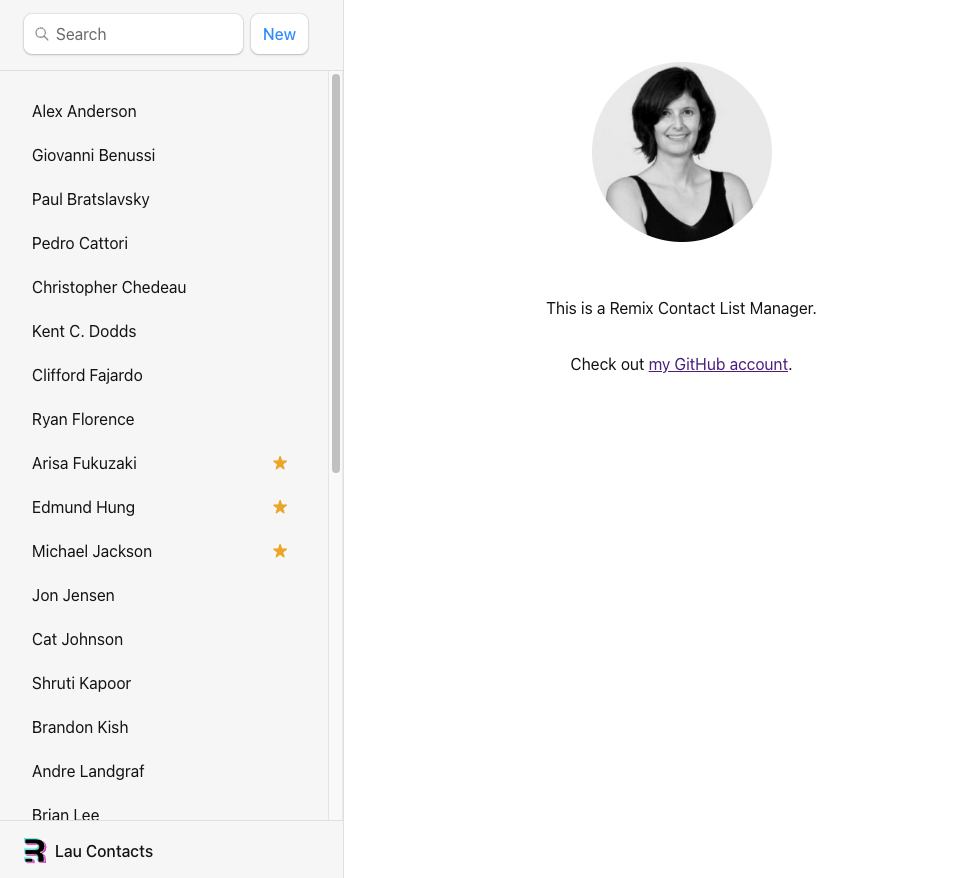 Search
New
Alex Anderson
Giovanni Benussi
Paul Bratslavsky
Pedro Cattori
Christopher Chedeau
Kent C. Dodds
Clifford Fajardo
Ryan Florence
Arisa Fukuzaki
Edmund Hung
Michael Jackson
Jon Jensen
Cat Johnson
Shruti Kapoor
Brandon Kish
Andre Landgraf
Brian Lee
Lau Contacts
This is a Remix Contact List Manager.
Check out my GitHub account.